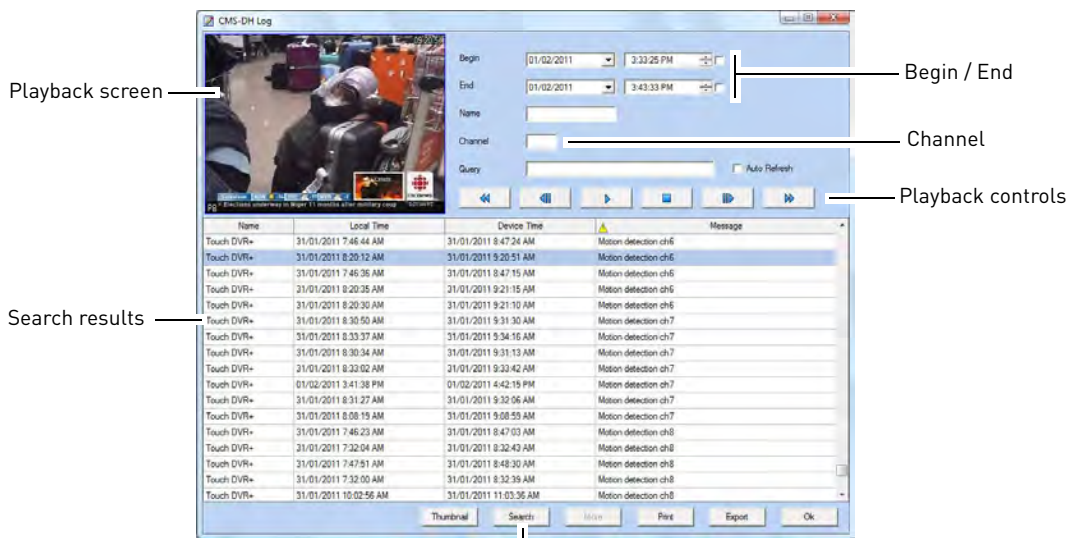 CMS-DH Log
Playback screen
Begin 01/02/2011 3:33:25 PM
Begin / End
End 01/02/2011 3:43:33 PM
Name
Channel
Channel
Query Auto Refresh
Playback controls
PB Elections underway in Niger 11 months after military coup
Name Local Time Device Time Message
Touch DVR+ 31/01/2011 7:46:44 AM 31/01/2011 8:47:24 AM Motion detection ch6
Touch DVR+ 31/01/2011 8:20:12 AM 31/01/2011 9:20:51 AM Motion detection ch6
Touch DVR+ 31/01/2011 7:46:36 AM 31/01/2011 8:47:15 AM Motion detection ch6
Touch DVR+ 31/01/2011 8:20:35 AM 31/01/2011 9:21:15 AM Motion detection ch6
Touch DVR+ 31/01/2011 8:20:30 AM 31/01/2011 9:21:10 AM Motion detection ch6
Search results
Touch DVR+ 31/01/2011 8:30:50 AM 31/01/2011 9:31:30 AM Motion detection ch7
Touch DVR+ 31/01/2011 8:33:37 AM 31/01/2011 9:34:16 AM Motion detection ch7
Touch DVR+ 31/01/2011 8:30:34 AM 31/01/2011 9:31:13 AM Motion detection ch7
Touch DVR+ 31/01/2011 8:33:02 AM 31/01/2011 9:33:42 AM Motion detection ch7
Touch DVR+ 01/02/2011 3:41:38 PM 01/02/2011 4:42:15 PM Motion detection ch7
Touch DVR+ 31/01/2011 8:31:27 AM 31/01/2011 9:32:06 AM Motion detection ch7
Touch DVR+ 31/01/2011 8:08:19 AM 31/01/2011 9:08:59 AM Motion detection ch7
Touch DVR+ 31/01/2011 7:46:23 AM 31/01/2011 8:47:03 AM Motion detection ch8
Touch DVR+ 31/01/2011 7:32:04 AM 31/01/2011 8:32:43 AM Motion detection ch8
Touch DVR+ 31/01/2011 7:47:51 AM 31/01/2011 8:48:30 AM Motion detection ch8
Touch DVR+ 31/01/2011 7:32:00 AM 31/01/2011 8:32:39 AM Motion detection ch8
Touch DVR+ 31/01/2011 10:02:56 AM 31/01/2011 11:03:36 AM Motion detection ch8
Thumbnail Search Print Export Ok